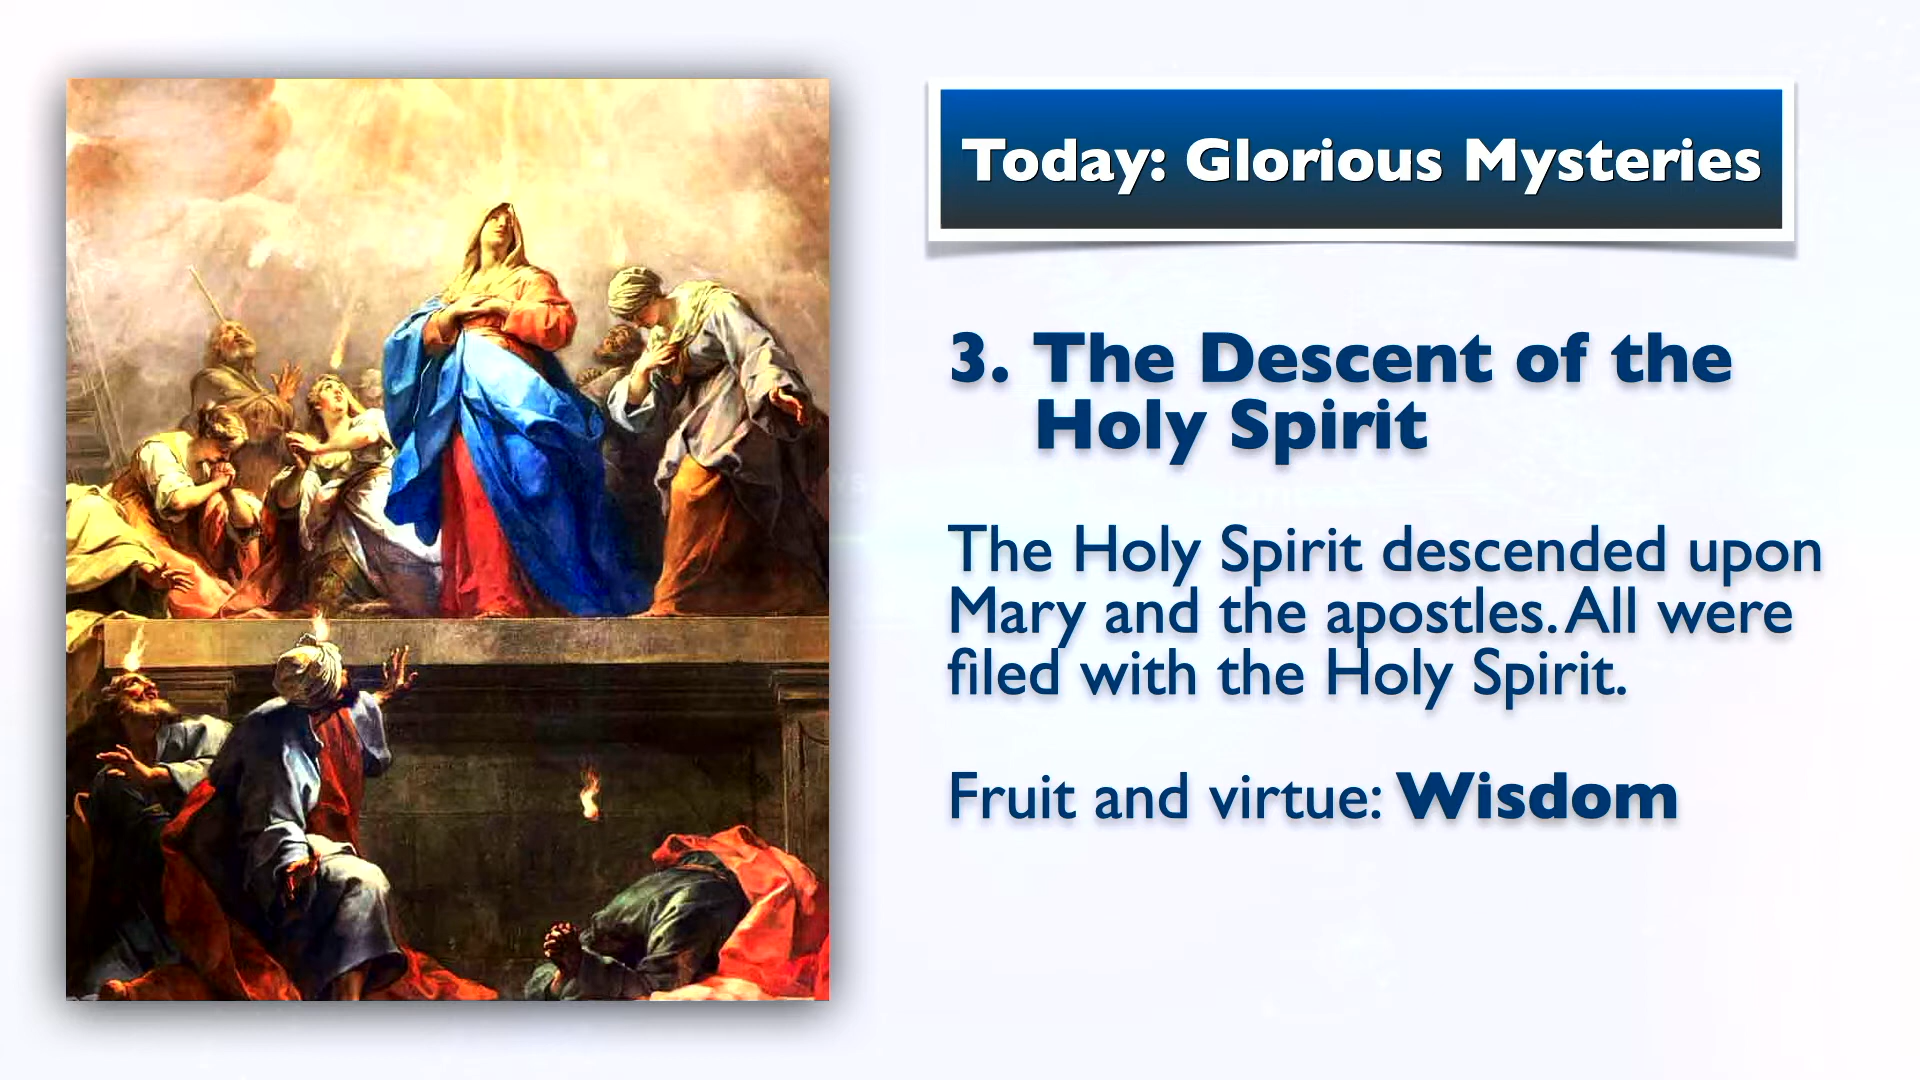 Today: Glorious Mysteries
3. The Descent of the
Holy Spirit
The Holy Spirit descended upon
Mary and the apostles. All were
filed with the Holy Spirit.
Fruit and virtue: Wisdom